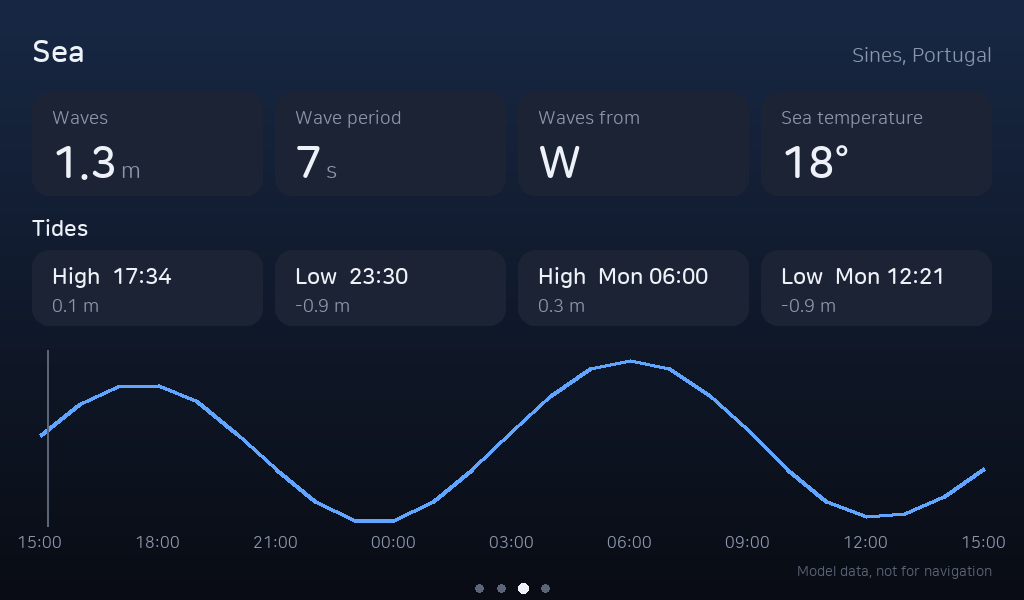 Sea
Sines, Portugal
Waves
1.3 m
Wave period
7 s
Waves from
W
Sea temperature
18°
Tides
High 17:34
0.1 m
Low 23:30
-0.9 m
High Mon 06:00
0.3 m
Low Mon 12:21
-0.9 m
15:00 18:00 21:00 00:00 03:00 06:00 09:00 12:00 15:00
Model data, not for navigation